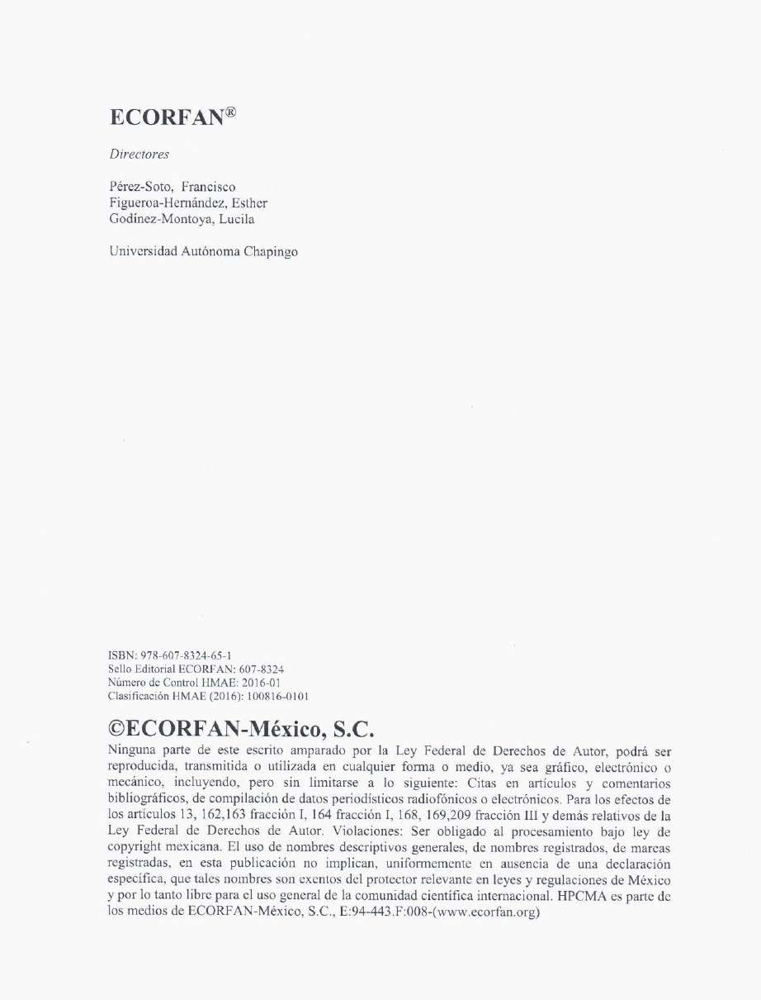 ECORFAN®
Directores
Pérez-Soto, Francisco
Figueroa-Hernández, Esther
Godínez-Montoya, Lucila
Universidad Autónoma Chapingo
ISBN: 978-607-8324-65-1
Sello Editorial ECORFAN: 607-8324
Número de Control HMAE: 2016-01
Clasificación HMAE (2016): 100816-0101
©ECORFAN-México, S.C.
Ninguna parte de este escrito amparado por la Ley Federal de Derechos de Autor, podrá ser
reproducida, transmitida o utilizada en cualquier forma o medio, ya sea gráfico, electrónico o
mecánico, incluyendo, pero sin limitarse a lo siguiente: Citas en artículos y comentarios
bibliográficos, de compilación de datos periodísticos radiofónicos o electrónicos. Para los efectos de
los artículos 13, 162,163 fracción I, 164 fracción I, 168, 169,209 fracción III y demás relativos de la
Ley Federal de Derechos de Autor. Violaciones: Ser obligado al procesamiento bajo ley de
copyright mexicana. El uso de nombres descriptivos generales, de nombres registrados, de marcas
registradas, en esta publicación no implican, uniformemente en ausencia de una declaración
específica, que tales nombres son exentos del protector relevante en leyes y regulaciones de México
y por lo tanto libre para el uso general de la comunidad científica internacional. HPCMA es parte de
los medios de ECORFAN-México, S.C., E:94-443.F:008-(www.ecorfan.org)